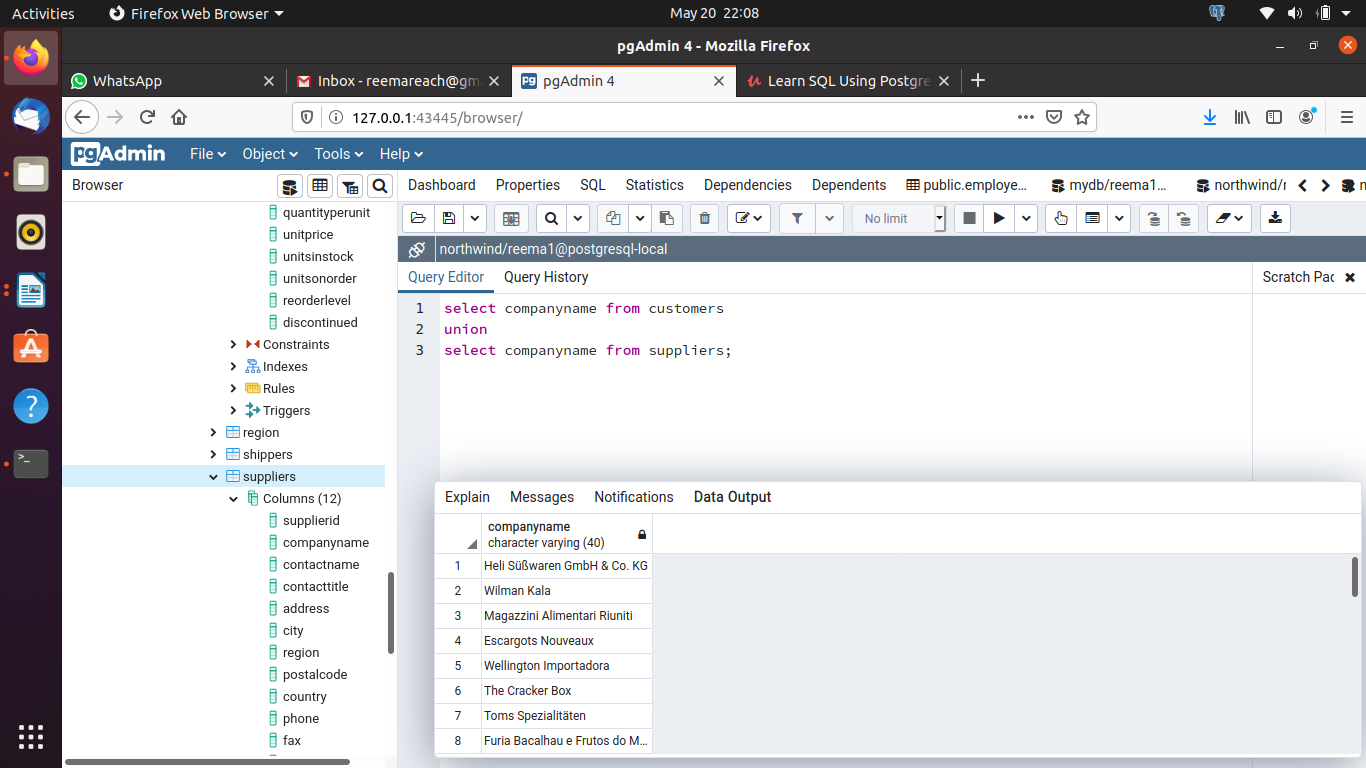 Activities Firefox Web Browser May 20 22:08
pgAdmin 4 - Mozilla Firefox
WhatsApp Inbox - reemareach@gm pgAdmin 4 Learn SQL Using Postgre
127.0.0.1:43445/browser/
pgAdmin File Object Tools Help
Browser
Dashboard Properties SQL Statistics Dependencies Dependents public.employe... mydb/reema1... northwind/r
quantityperunit
unitprice
unitsinstock
unitsonorder
reorderlevel
discontinued
Constraints
Indexes
Rules
Triggers
region
shippers
suppliers
Columns (12)
supplierid
companyname
contactname
contacttitle
address
city
region
postalcode
country
phone
fax
No limit
northwind/reema1@postgresql-local
Query Editor Query History Scratch Pad
1 select companyname from customers
2 union
3 select companyname from suppliers;
Explain Messages Notifications Data Output
companyname
character varying (40)
1 Heli Süßwaren GmbH & Co. KG
2 Wilman Kala
3 Magazzini Alimentari Riuniti
4 Escargots Nouveaux
5 Wellington Importadora
6 The Cracker Box
7 Toms Spezialitäten
8 Furia Bacalhau e Frutos do M...